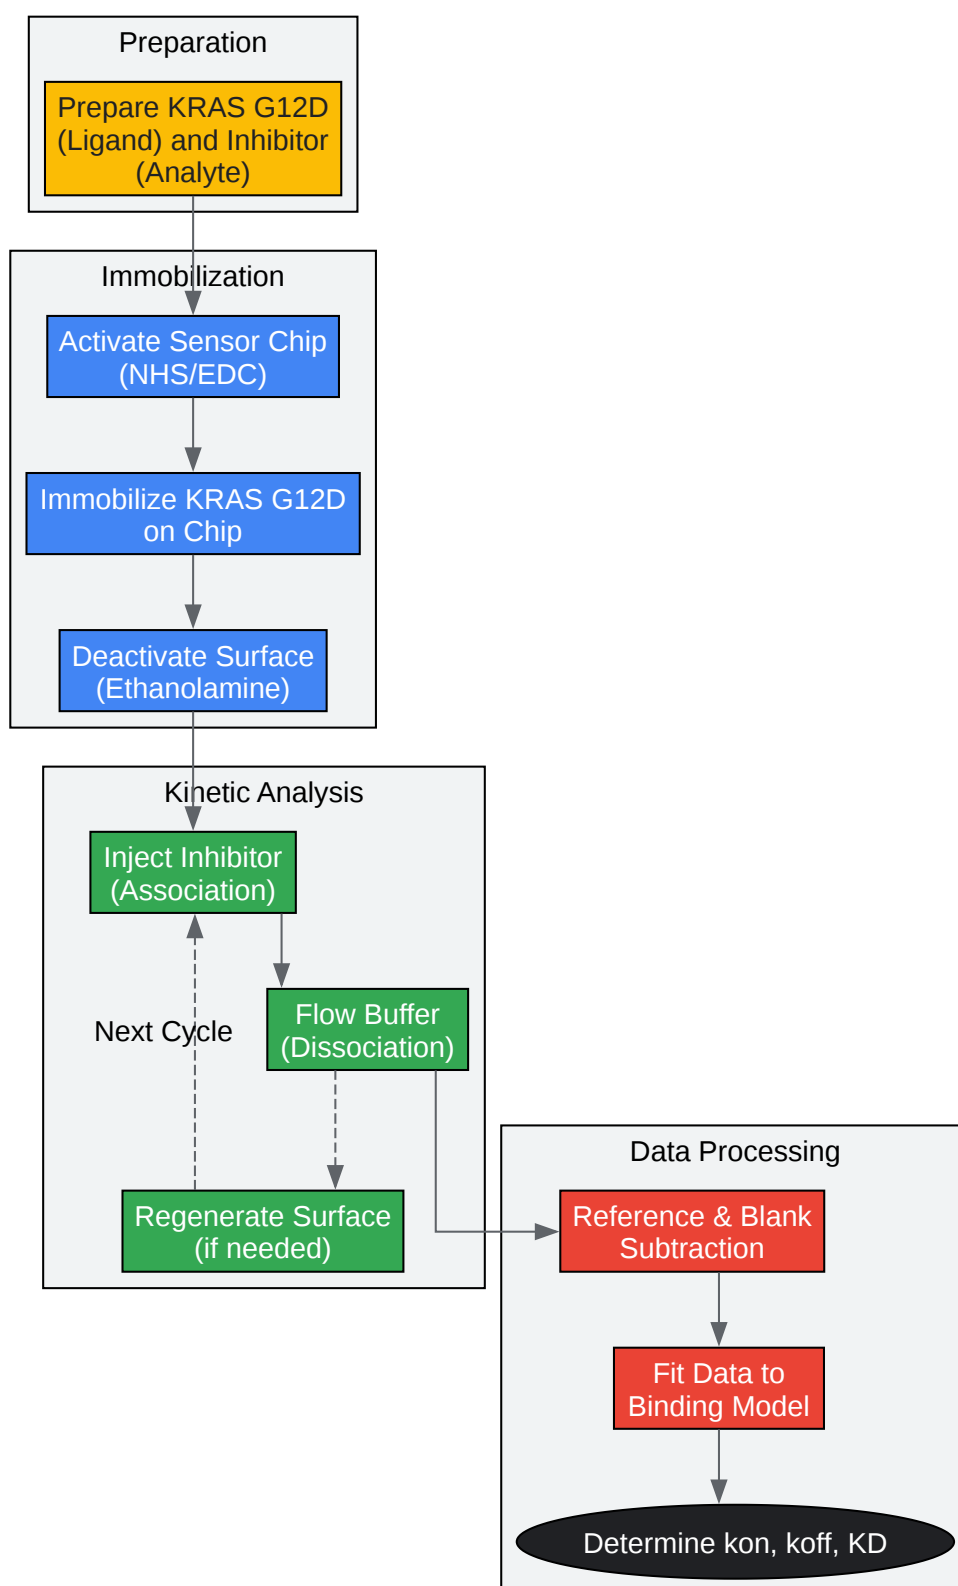 Preparation
Prepare KRAS G12D
(Ligand) and Inhibitor
(Analyte)
Immobilization
Activate Sensor Chip
(NHS/EDC)
Immobilize KRAS G12D
on Chip
Deactivate Surface
(Ethanolamine)
Kinetic Analysis
Inject Inhibitor
(Association)
Flow Buffer
(Dissociation)
Next Cycle
Regenerate Surface
(if needed)
Data Processing
Reference & Blank
Subtraction
Fit Data to
Binding Model
Determine kon, koff, KD